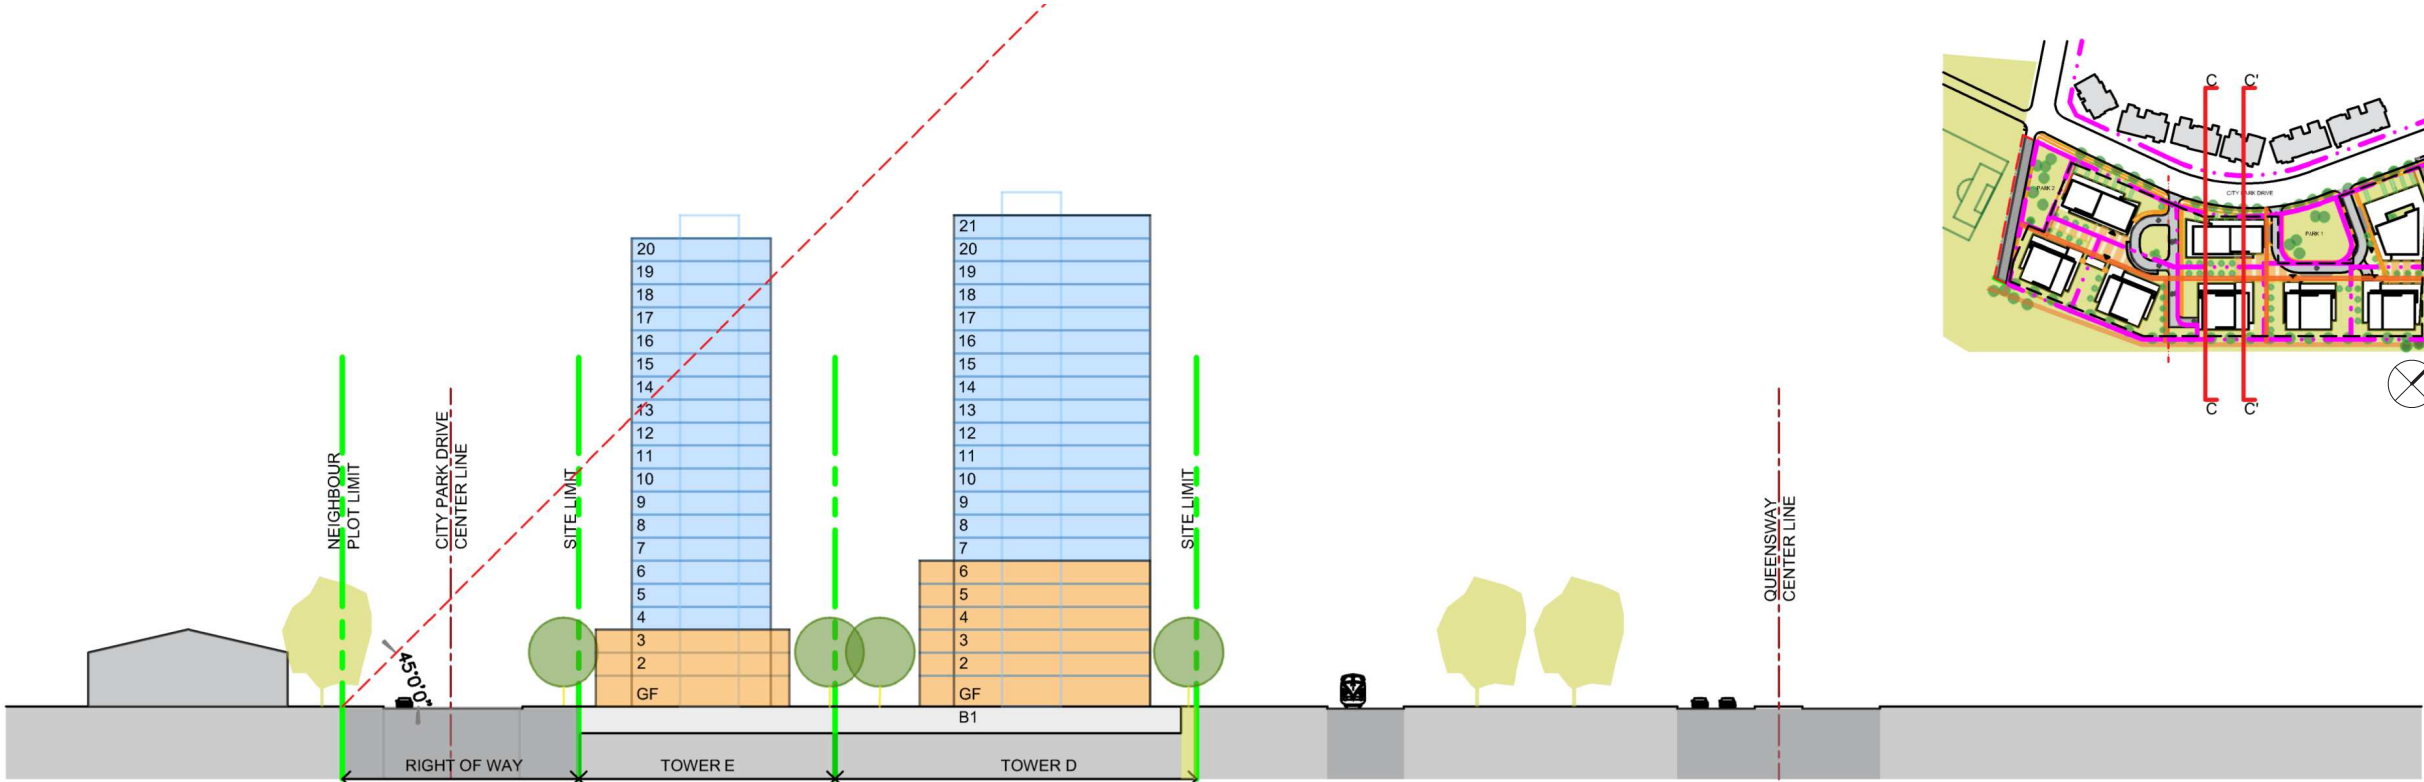 NEIGHBOUR
PLOT LIMIT
CITY PARK DRIVE
CENTER LINE
SITE LIMIT
45°0'0"
20
19
18
17
16
15
14
13
12
11
10
9
8
7
6
5
4
3
2
GF
21
20
19
18
17
16
15
14
13
12
11
10
9
8
7
6
5
4
3
2
GF
B1
SITE LIMIT
QUEENSWAY
CENTER LINE
RIGHT OF WAY
TOWER E
TOWER D
C
C'
CITY PARK DRIVE
PARK 2
PARK 1
C
C'